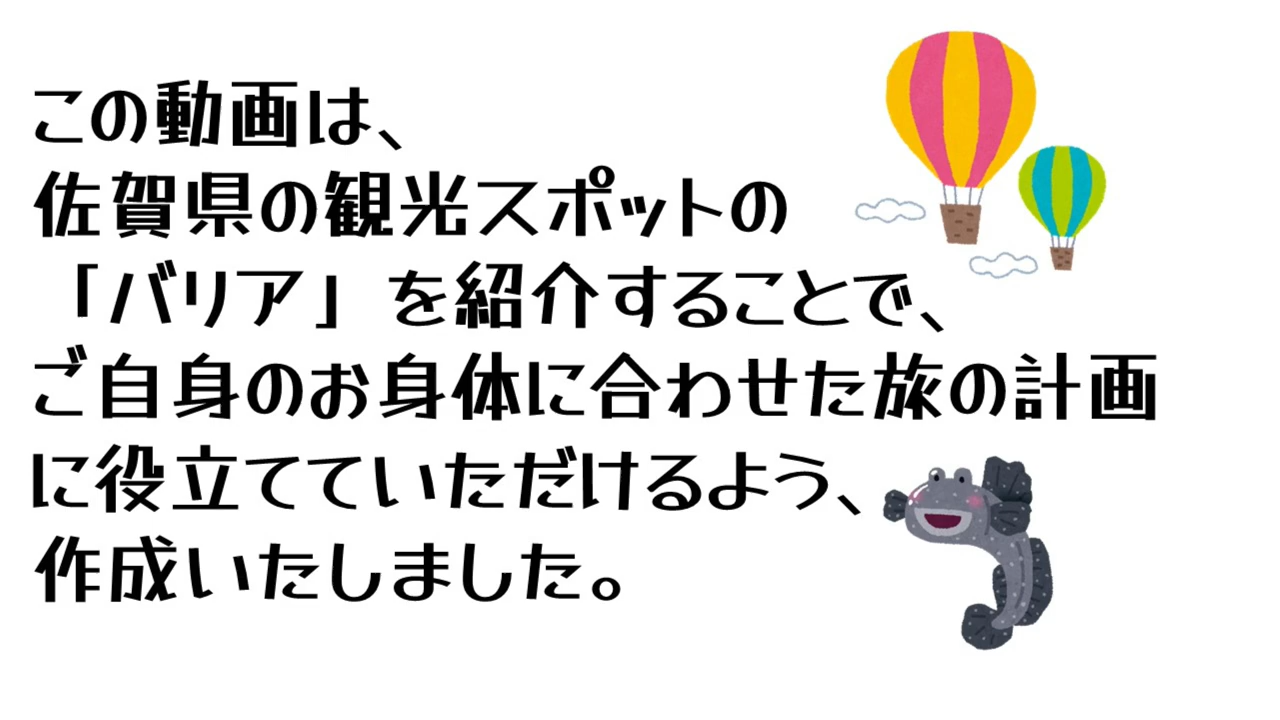 この動画は、
佐賀県の観光スポットの
「バリア」を紹介することで、
ご自身のお身体に合わせた旅の計画
に役立てていただけるよう、
作成いたしました。